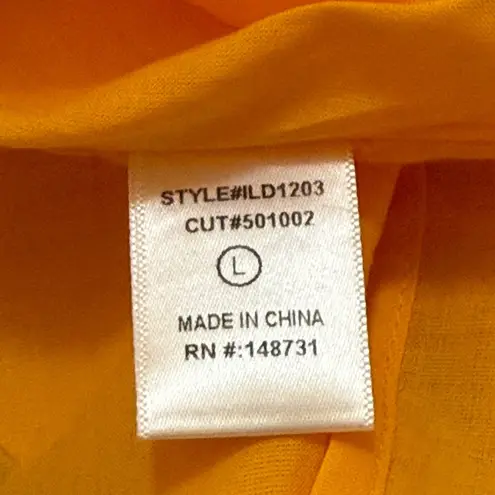 STYLE#ILD1203
CUT#501002
L
MADE IN CHINA
RN #:148731